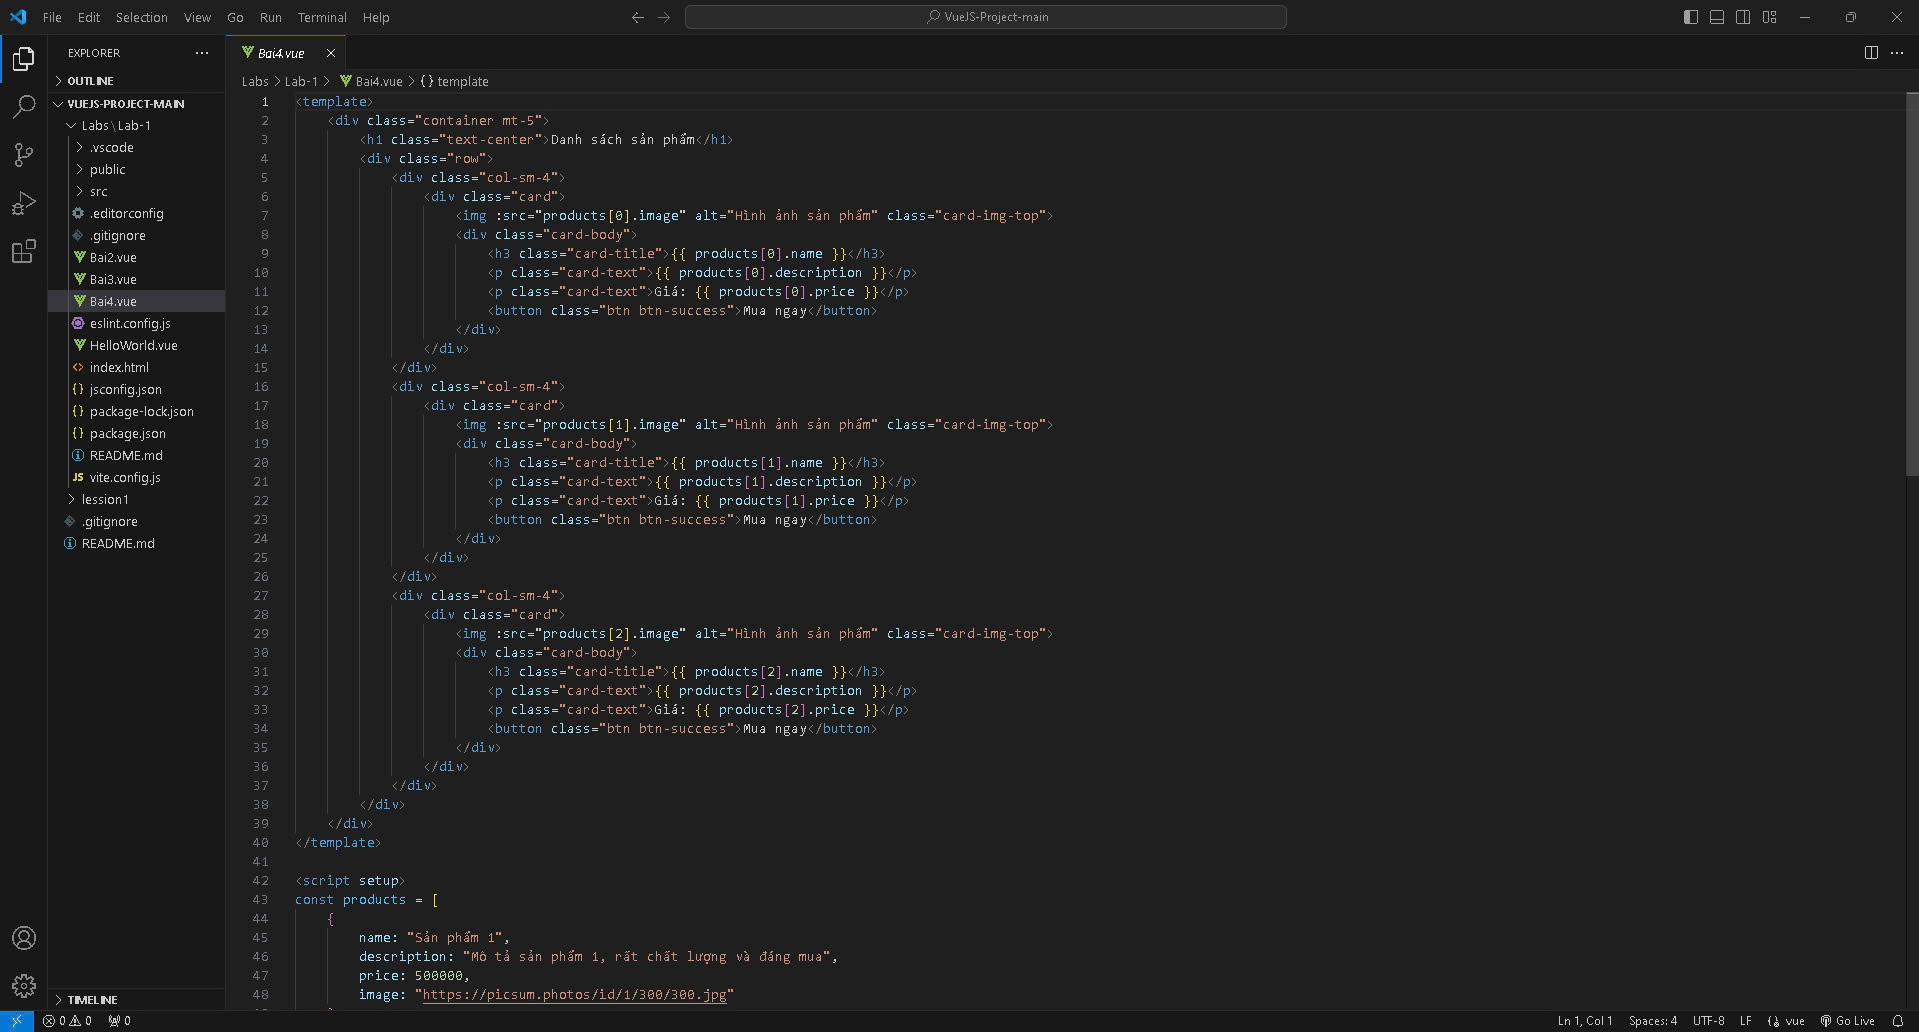 File Edit Selection View Go Run Terminal Help
VueJS-Project-main
EXPLORER
OUTLINE
VUEJS-PROJECT-MAIN
Labs\Lab-1
.vscode
public
src
.editorconfig
.gitignore
Bai2.vue
Bai3.vue
Bai4.vue
eslint.config.js
HelloWorld.vue
index.html
jsconfig.json
package-lock.json
package.json
README.md
vite.config.js
lession1
.gitignore
README.md
TIMELINE
Bai4.vue
Labs > Lab-1 > Bai4.vue > {} template
1 <template>
2 <div class="container mt-5">
3 <h1 class="text-center">Danh sách sản phẩm</h1>
4 <div class="row">
5 <div class="col-sm-4">
6 <div class="card">
7 <img :src="products[0].image" alt="Hình ảnh sản phẩm" class="card-img-top">
8 <div class="card-body">
9 <h3 class="card-title">{{ products[0].name }}</h3>
10 <p class="card-text">{{ products[0].description }}</p>
11 <p class="card-text">Giá: {{ products[0].price }}</p>
12 <button class="btn btn-success">Mua ngay</button>
13 </div>
14 </div>
15 </div>
16 <div class="col-sm-4">
17 <div class="card">
18 <img :src="products[1].image" alt="Hình ảnh sản phẩm" class="card-img-top">
19 <div class="card-body">
20 <h3 class="card-title">{{ products[1].name }}</h3>
21 <p class="card-text">{{ products[1].description }}</p>
22 <p class="card-text">Giá: {{ products[1].price }}</p>
23 <button class="btn btn-success">Mua ngay</button>
24 </div>
25 </div>
26 </div>
27 <div class="col-sm-4">
28 <div class="card">
29 <img :src="products[2].image" alt="Hình ảnh sản phẩm" class="card-img-top">
30 <div class="card-body">
31 <h3 class="card-title">{{ products[2].name }}</h3>
32 <p class="card-text">{{ products[2].description }}</p>
33 <p class="card-text">Giá: {{ products[2].price }}</p>
34 <button class="btn btn-success">Mua ngay</button>
35 </div>
36 </div>
37 </div>
38 </div>
39 </div>
40 </template>
41
42 <script setup>
43 const products = [
44 {
45 name: "Sản phẩm 1",
46 description: "Mô tả sản phẩm 1, rất chất lượng và đáng mua",
47 price: 500000,
48 image: "https://picsum.photos/id/1/300/300.jpg"
0 0 0
Ln 1, Col 1 Spaces: 4 UTF-8 LF vue Go Live